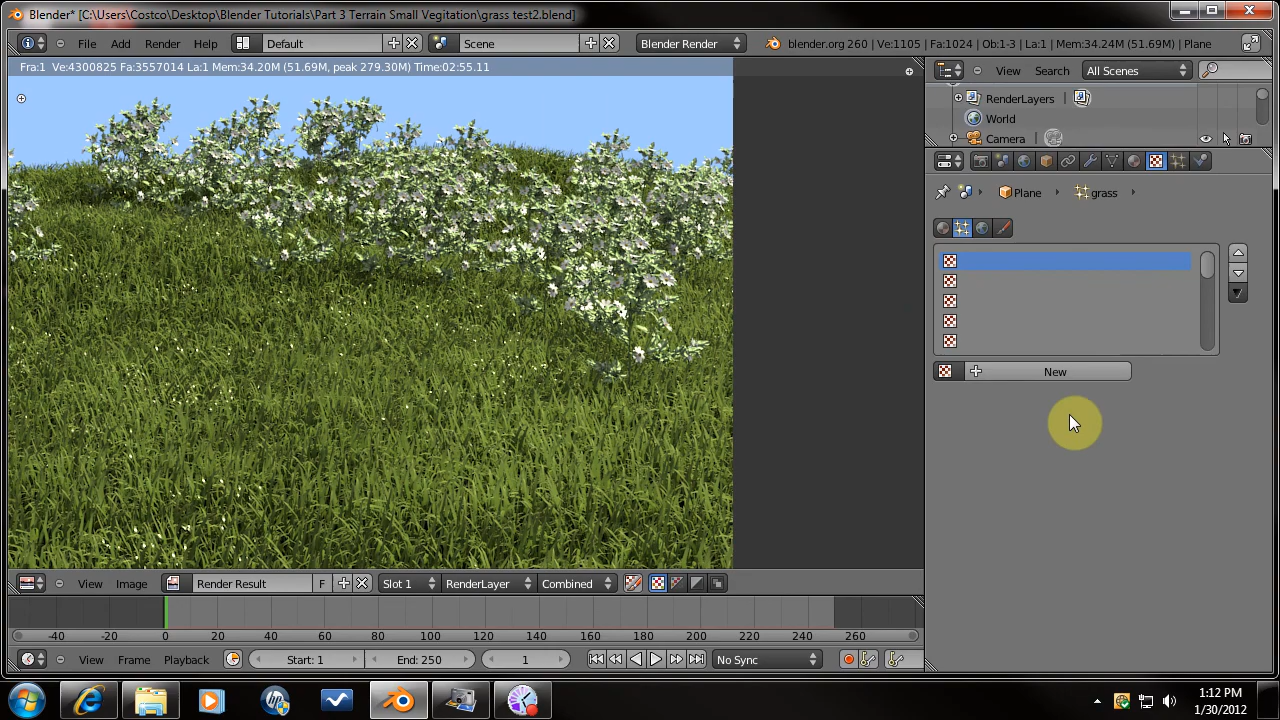 Blender* [C:\Users\Costco\Desktop\Blender Tutorials\Part 3 Terrain Small Vegitation\grass test2.blend]
File Add Render Help Default Scene Blender Render blender.org 260 | Ve:1105 | Fa:1024 | Ob:1-3 | La:1 | Mem:34.24M (51.69M) | Plane
Fra:1 Ve:4300825 Fa:3557014 La:1 Mem:34.20M (51.69M, peak 279.30M) Time:02:55.11
View Search All Scenes
RenderLayers
World
Camera
Plane grass
New
View Image Render Result F Slot 1 RenderLayer Combined
-40 -20 0 20 40 60 80 100 120 140 160 180 200 220 240 260
View Frame Playback Start: 1 End: 250 1 No Sync
1:12 PM
1/30/2012